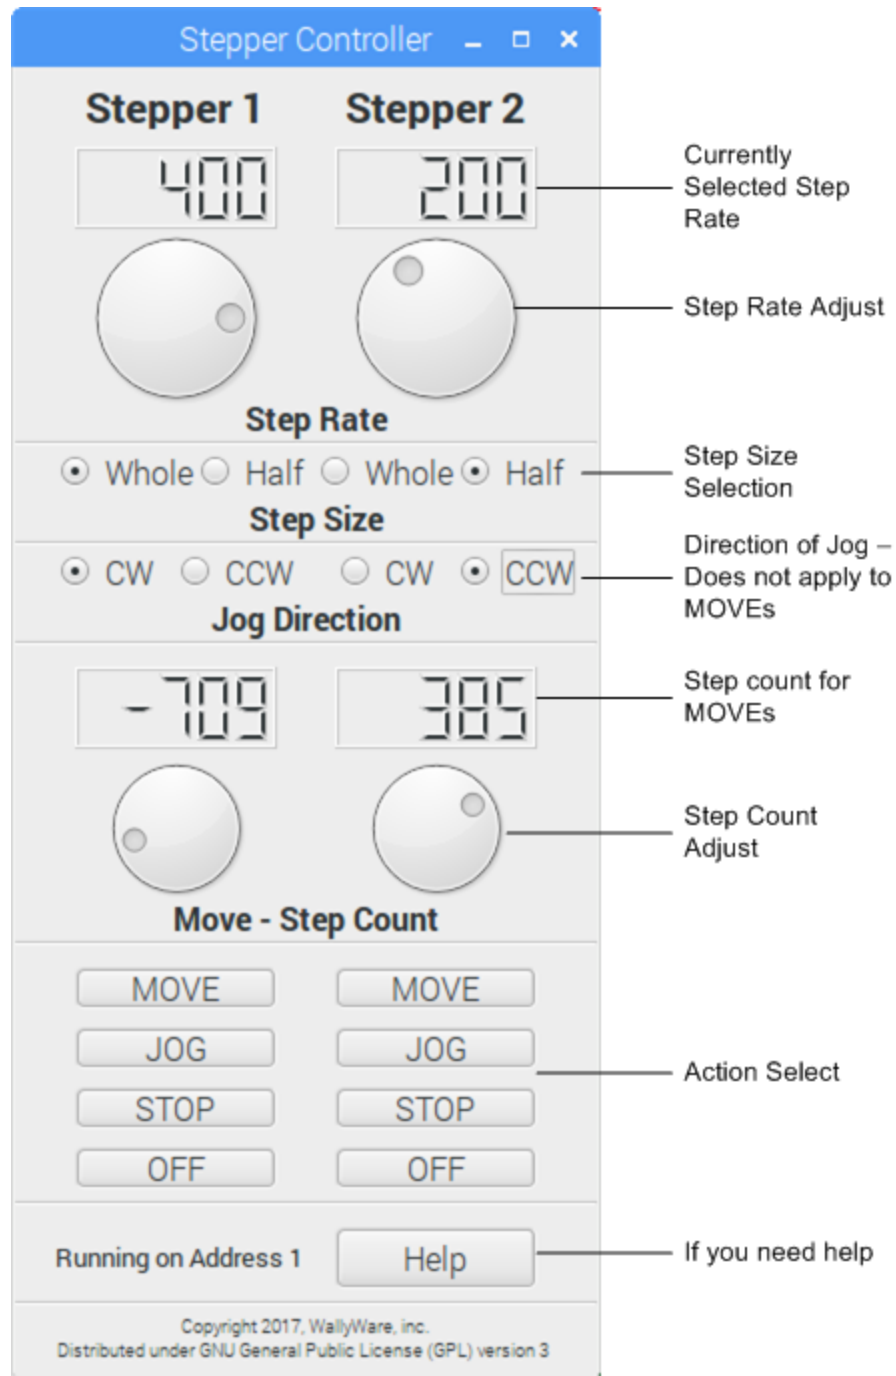 Stepper Controller
Stepper 1 Stepper 2
400 200
Currently
Selected Step
Rate
Step Rate Adjust
Step Rate
Whole Half Whole Half
Step Size
Selection
Step Size
CW CCW CW CCW
Direction of Jog –
Does not apply to
MOVEs
Jog Direction
-709 385
Step count for
MOVEs
Step Count
Adjust
Move - Step Count
MOVE MOVE
JOG JOG
Action Select
STOP STOP
OFF OFF
Running on Address 1 Help
If you need help
Copyright 2017, WallyWare, inc.
Distributed under GNU General Public License (GPL) version 3